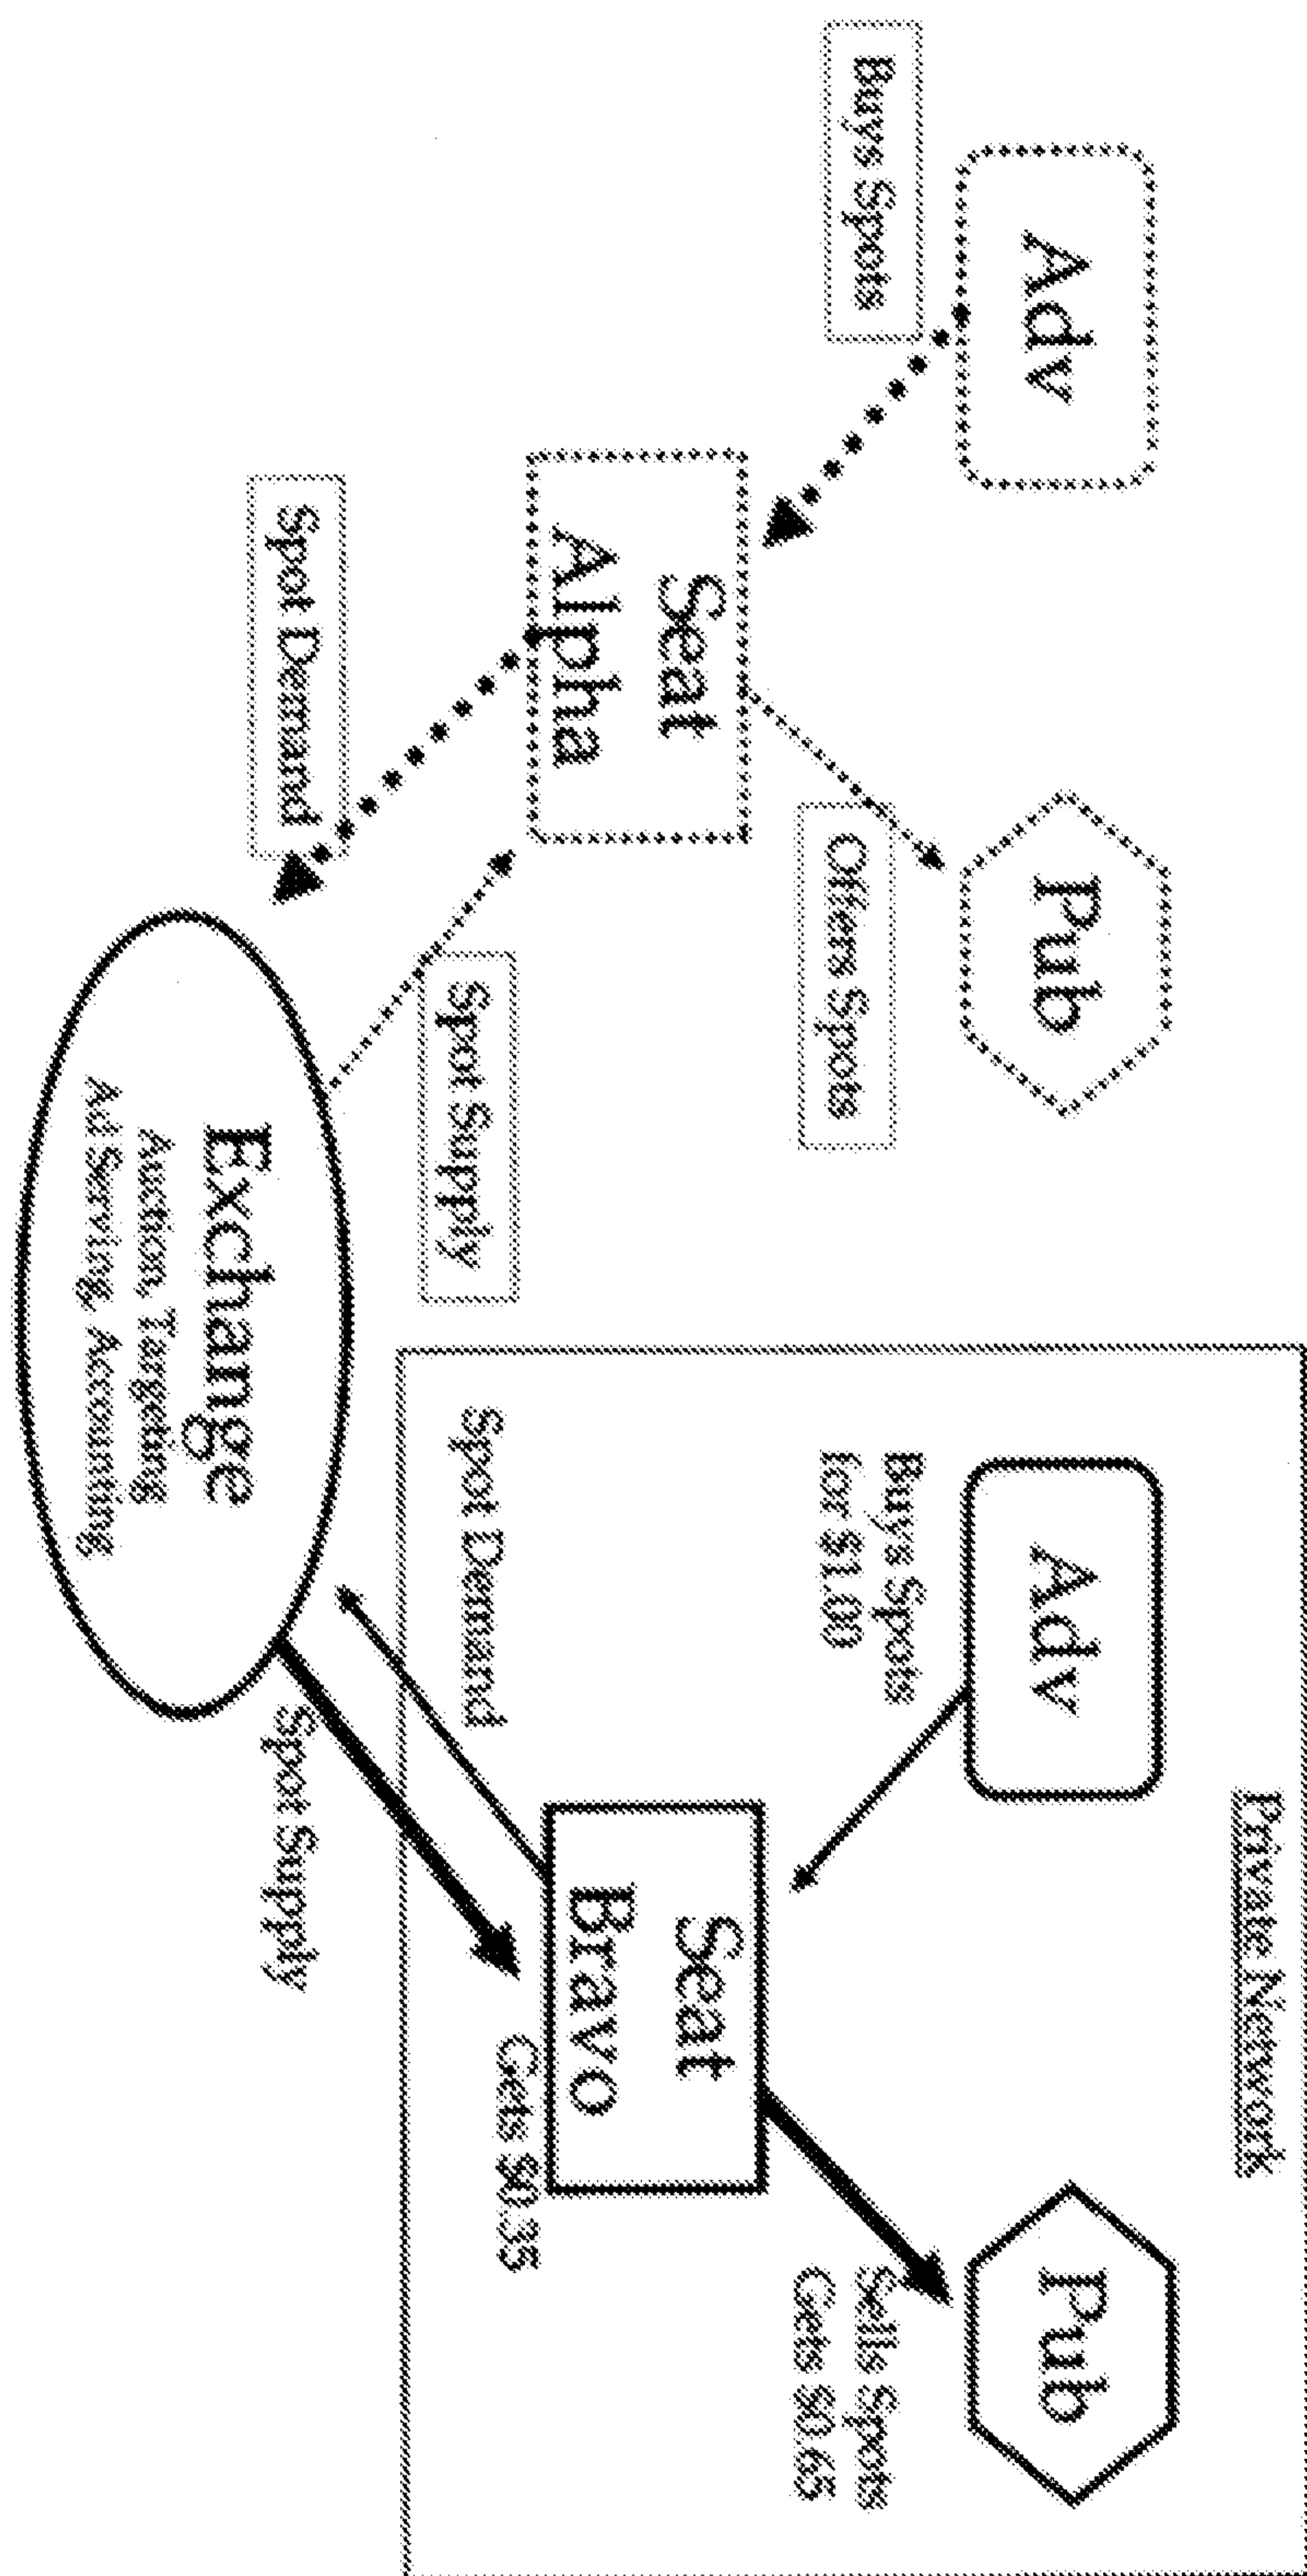 Private Network
Adv
Pub
Adv
Pub
Buys Spots
Offers Spots
Buys Spots
for $1.00
Sells Spots
Gets $0.65
Seat
Alpha
Seat
Bravo
Gets $0.35
Spot Demand
Spot Supply
Spot Demand
Spot Supply
Exchange
Auction, Targeting
Ad Serving, Accounting